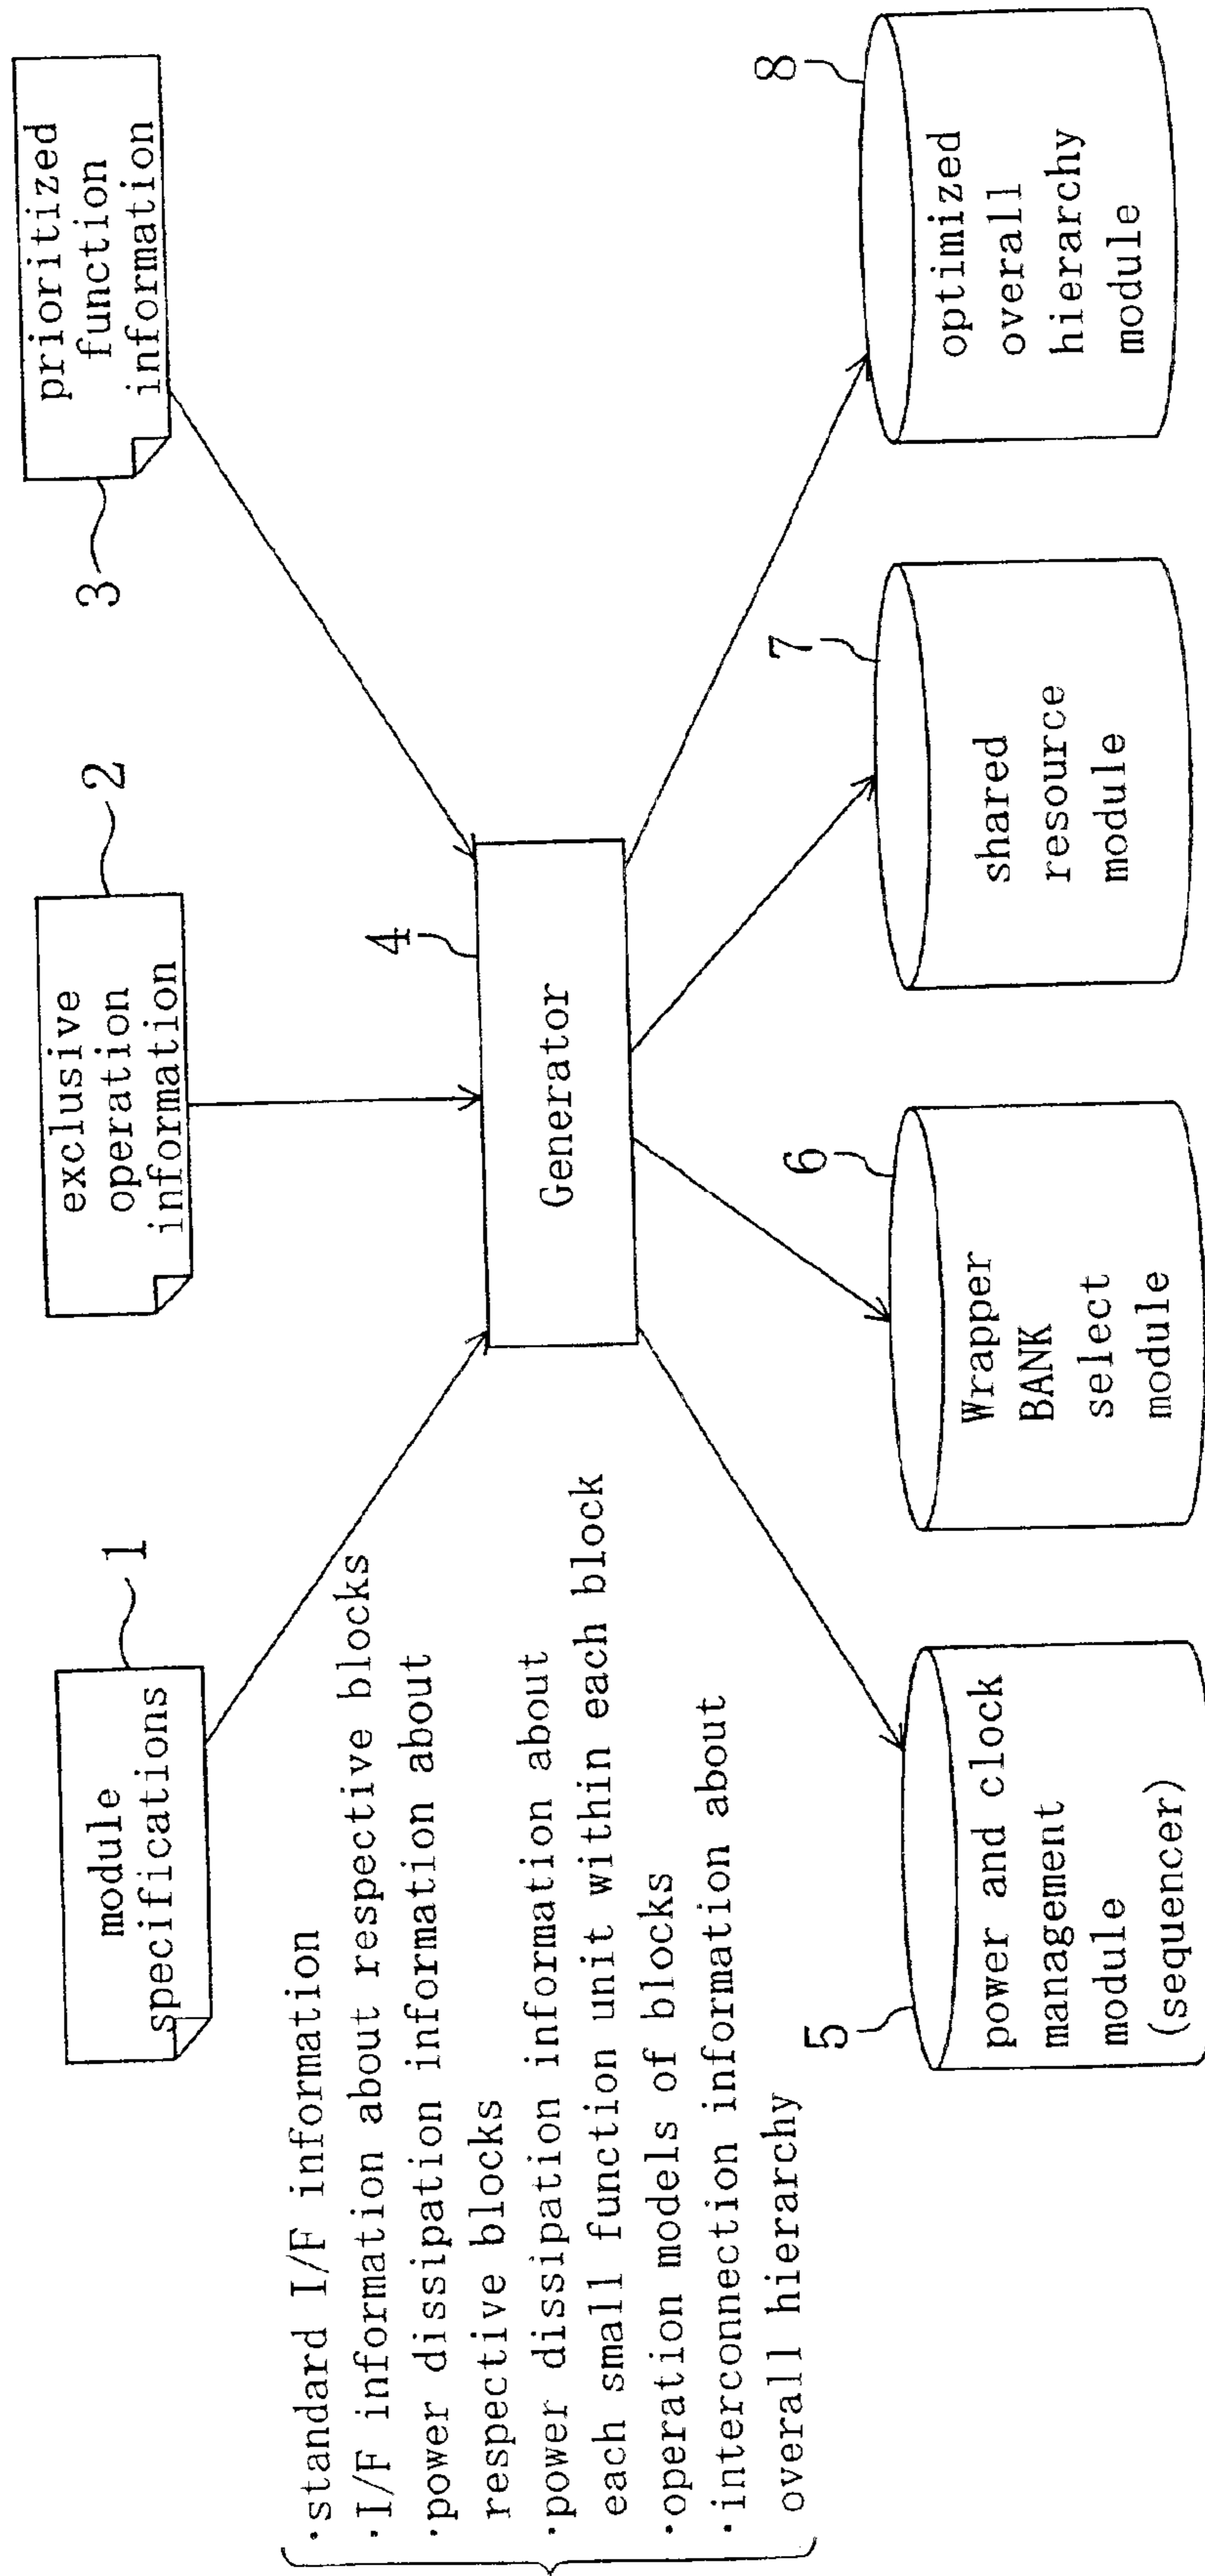 module
specifications
1
exclusive
operation
information
2
prioritized
function
information
3
·standard I/F information
·I/F information about respective blocks
·power dissipation information about
respective blocks
·power dissipation information about
each small function unit within each block
·operation models of blocks
·interconnection information about
overall hierarchy
Generator
4
power and clock
management
module
(sequencer)
5
Wrapper
BANK
select
module
6
shared
resource
module
7
optimized
overall
hierarchy
module
8